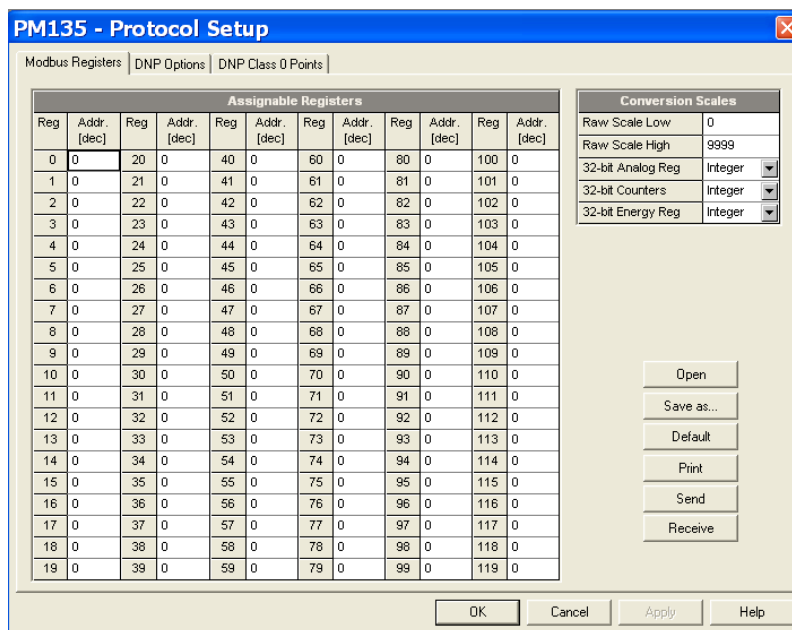 PM135 - Protocol Setup
Modbus Registers DNP Options DNP Class 0 Points
Assignable Registers
Reg Addr. [dec] Reg Addr. [dec] Reg Addr. [dec] Reg Addr. [dec] Reg Addr. [dec] Reg Addr. [dec]
0 0 20 0 40 0 60 0 80 0 100 0
1 0 21 0 41 0 61 0 81 0 101 0
2 0 22 0 42 0 62 0 82 0 102 0
3 0 23 0 43 0 63 0 83 0 103 0
4 0 24 0 44 0 64 0 84 0 104 0
5 0 25 0 45 0 65 0 85 0 105 0
6 0 26 0 46 0 66 0 86 0 106 0
7 0 27 0 47 0 67 0 87 0 107 0
8 0 28 0 48 0 68 0 88 0 108 0
9 0 29 0 49 0 69 0 89 0 109 0
10 0 30 0 50 0 70 0 90 0 110 0
11 0 31 0 51 0 71 0 91 0 111 0
12 0 32 0 52 0 72 0 92 0 112 0
13 0 33 0 53 0 73 0 93 0 113 0
14 0 34 0 54 0 74 0 94 0 114 0
15 0 35 0 55 0 75 0 95 0 115 0
16 0 36 0 56 0 76 0 96 0 116 0
17 0 37 0 57 0 77 0 97 0 117 0
18 0 38 0 58 0 78 0 98 0 118 0
19 0 39 0 59 0 79 0 99 0 119 0
Conversion Scales
Raw Scale Low 0
Raw Scale High 9999
32-bit Analog Reg Integer
32-bit Counters Integer
32-bit Energy Reg Integer
Open
Save as...
Default
Print
Send
Receive
OK Cancel Apply Help